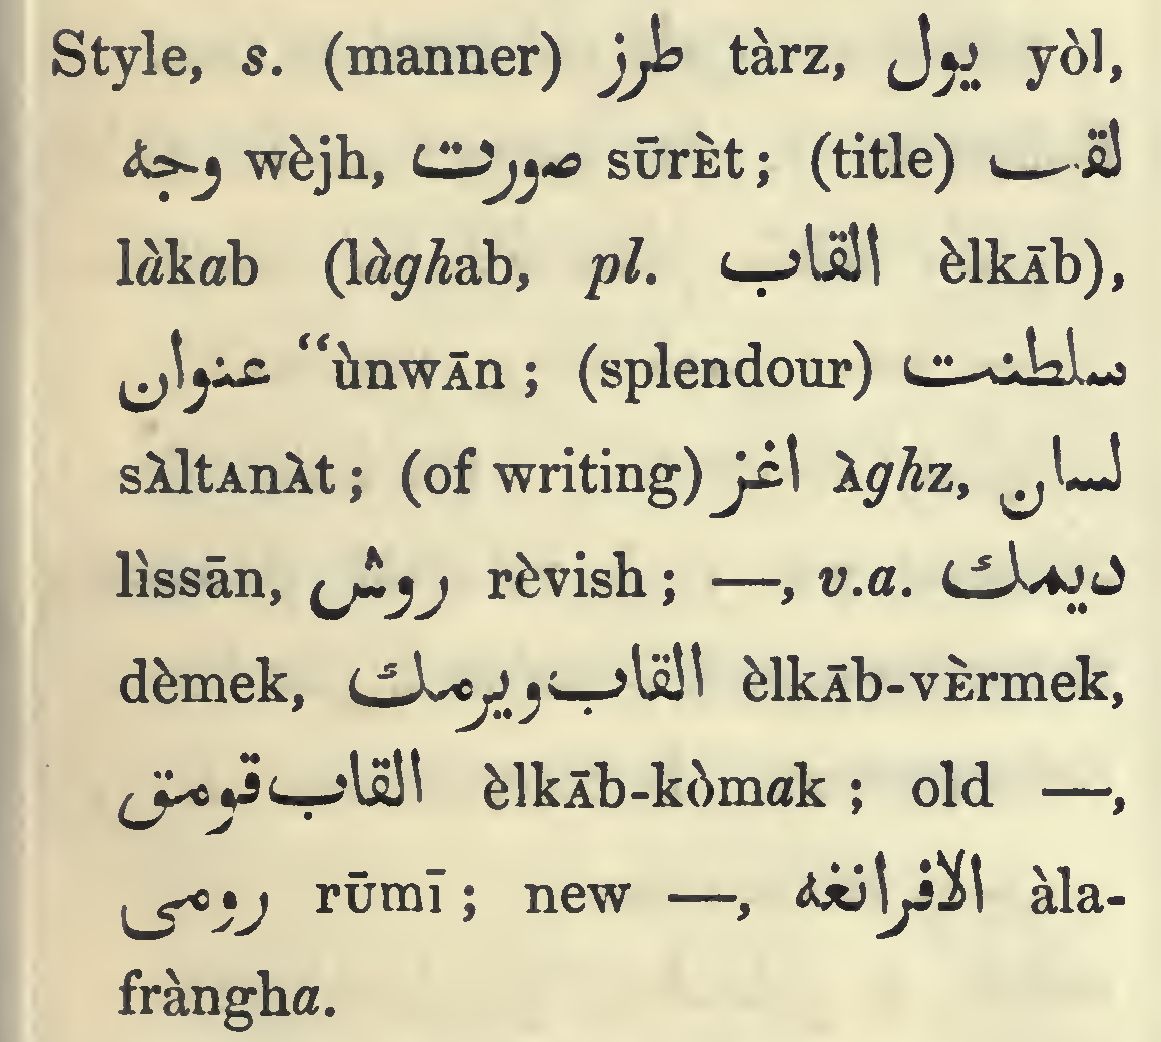 Style, s. (manner) طرز tàrz, يول yòl,
وجه wèjh, صورت sūrÈt; (title) لقب
làkab (làghab, pl. القاب èlkĀb),
عنوان “ùnwĀn; (splendour) سلطنت
sÀltAnÀt; (of writing) اغز Àghz, لسان
lìssān, روش rèvish; —, v.a. ديمك
dèmek, القاب ويرمك èlkĀb-vÈrmek,
القاب قومق èlkĀb-kòmak; old —,
رومى rūmī; new —, الافرانغه àla-
fràngha.